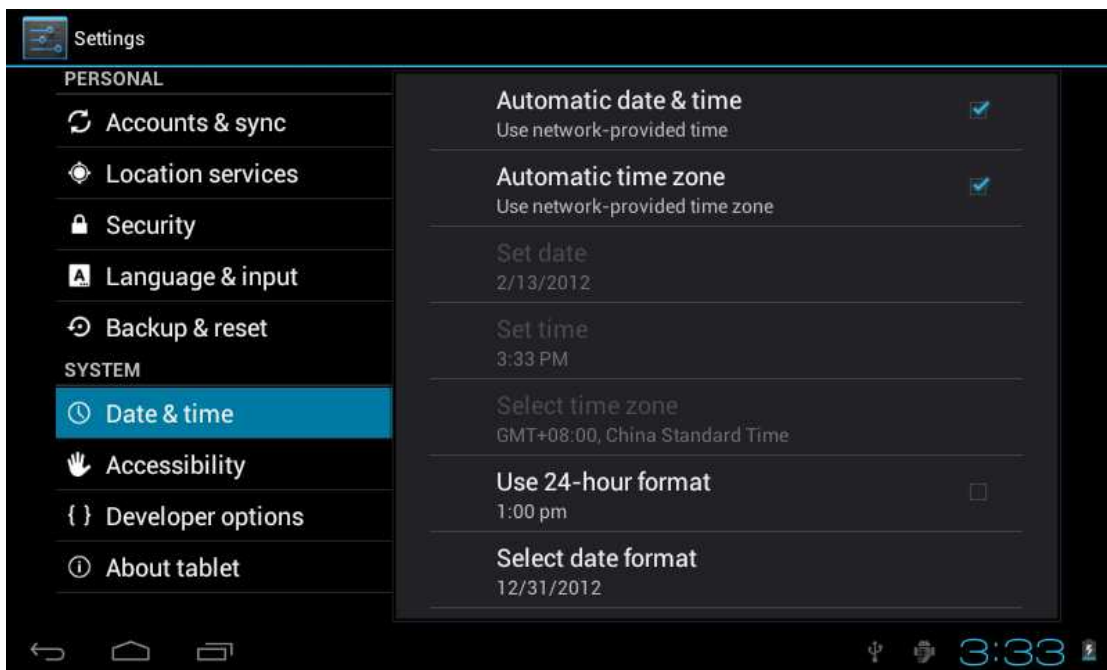 Settings
PERSONAL
Accounts & sync
Location services
Security
Language & input
Backup & reset
SYSTEM
Date & time
Accessibility
{ } Developer options
About tablet
Automatic date & time
Use network-provided time
Automatic time zone
Use network-provided time zone
Set date
2/13/2012
Set time
3:33 PM
Select time zone
GMT+08:00, China Standard Time
Use 24-hour format
1:00 pm
Select date format
12/31/2012
3:33